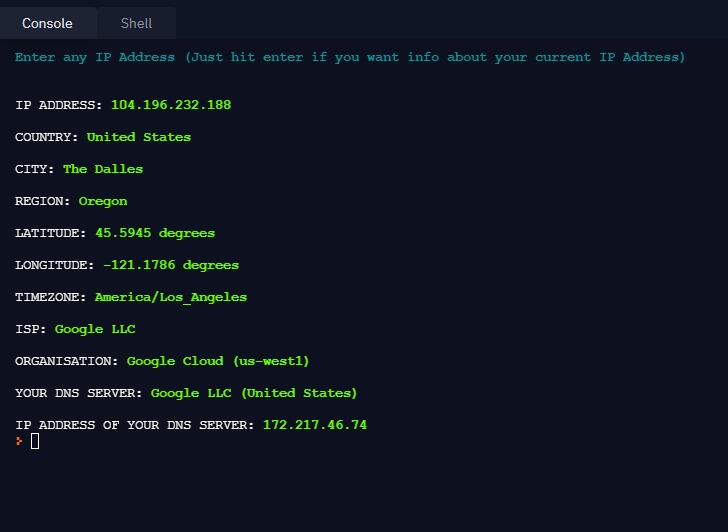 Console Shell
Enter any IP Address (Just hit enter if you want info about your current IP Address)
IP ADDRESS: 104.196.232.188
COUNTRY: United States
CITY: The Dalles
REGION: Oregon
LATITUDE: 45.5945 degrees
LONGITUDE: -121.1786 degrees
TIMEZONE: America/Los_Angeles
ISP: Google LLC
ORGANISATION: Google Cloud (us-west1)
YOUR DNS SERVER: Google LLC (United States)
IP ADDRESS OF YOUR DNS SERVER: 172.217.46.74